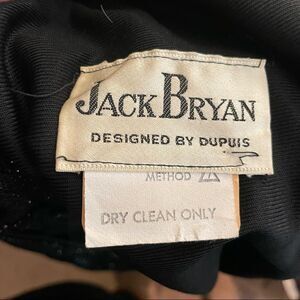 JACK BRYAN
DESIGNED BY DUPUIS
METHOD A
DRY CLEAN ONLY